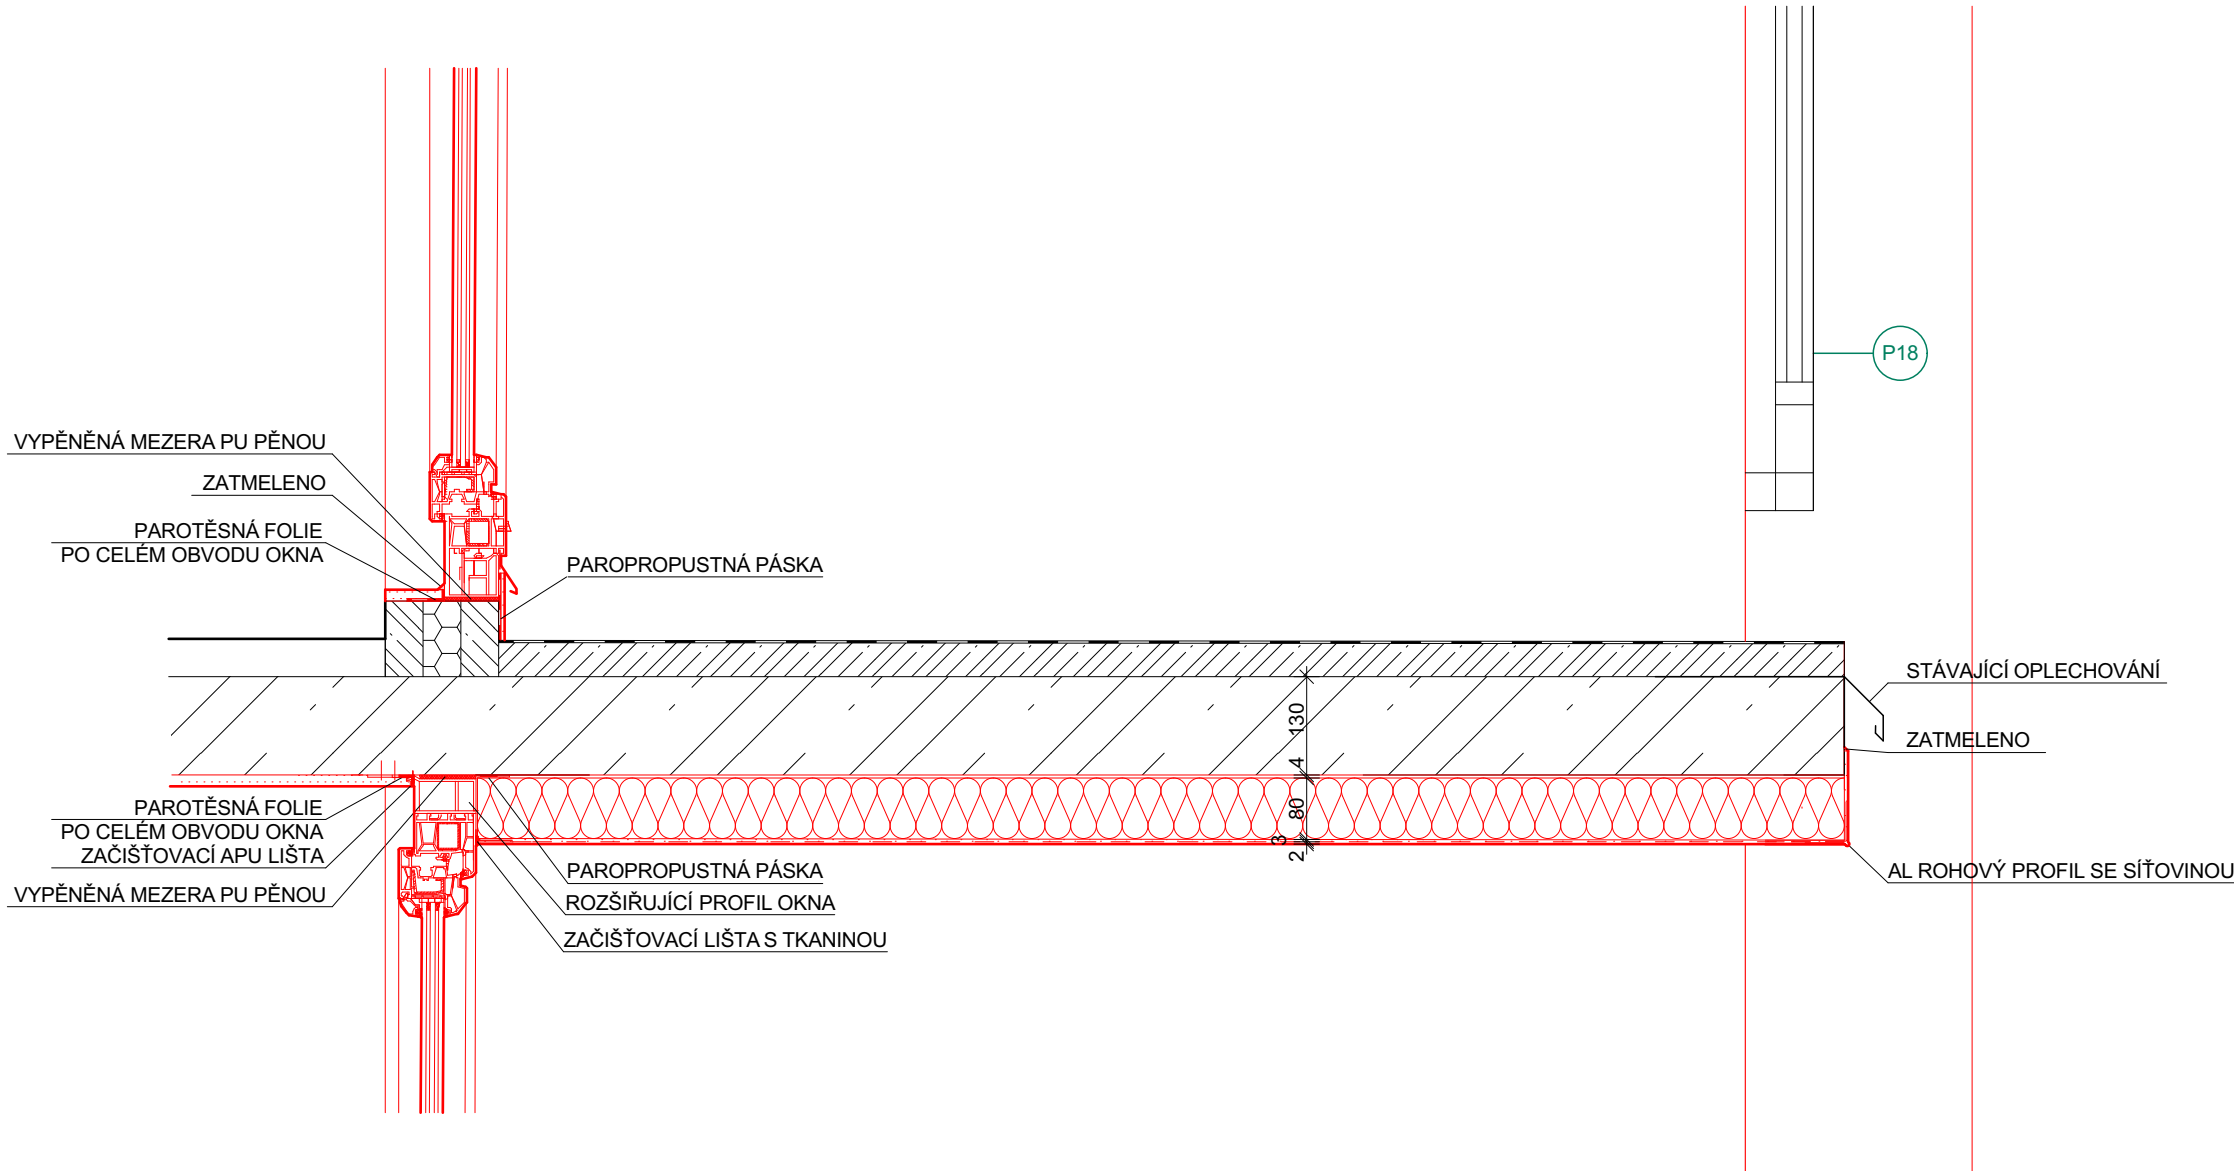 P18
VYPĚNĚNÁ MEZERA PU PĚNOU
ZATMELENO
PAROTĚSNÁ FOLIE
PO CELÉM OBVODU OKNA
PAROPROPUSTNÁ PÁSKA
STÁVAJÍCÍ OPLECHOVÁNÍ
ZATMELENO
130
4
80
3
2
PAROTĚSNÁ FOLIE
PO CELÉM OBVODU OKNA
ZAČIŠŤOVACÍ APU LIŠTA
VYPĚNĚNÁ MEZERA PU PĚNOU
PAROPROPUSTNÁ PÁSKA
ROZŠIŘUJÍCÍ PROFIL OKNA
ZAČIŠŤOVACÍ LIŠTA S TKANINOU
AL ROHOVÝ PROFIL SE SÍŤOVINOU